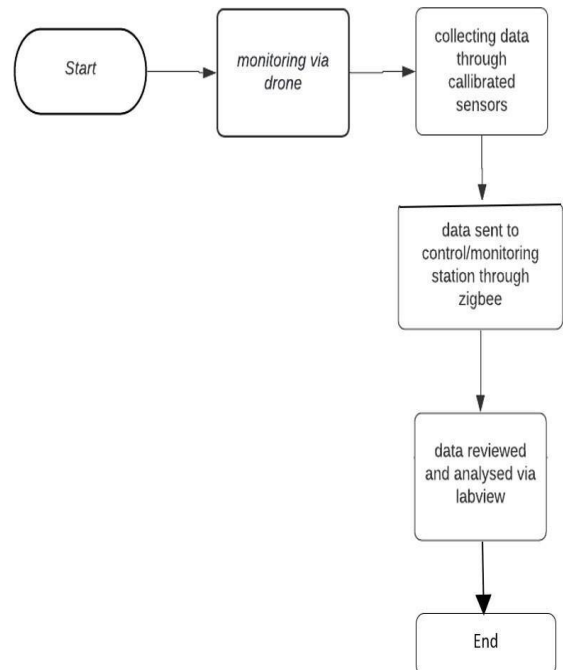 Start
monitoring via
drone
collecting data
through
callibrated
sensors
data sent to
control/monitoring
station through
zigbee
data reviewed
and analysed via
labview
End